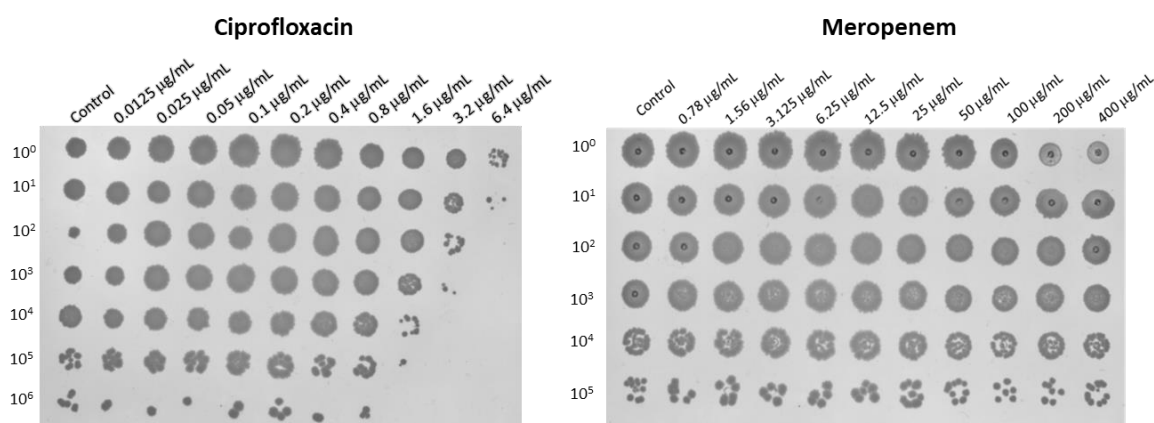 Ciprofloxacin
Control
0.0125 µg/mL
0.025 µg/mL
0.05 µg/mL
0.1 µg/mL
0.2 µg/mL
0.4 µg/mL
0.8 µg/mL
1.6 µg/mL
3.2 µg/mL
6.4 µg/mL
10⁰
10¹
10²
10³
10⁴
10⁵
10⁶
Meropenem
Control
0.78 µg/mL
1.56 µg/mL
3.125 µg/mL
6.25 µg/mL
12.5 µg/mL
25 µg/mL
50 µg/mL
100 µg/mL
200 µg/mL
400 µg/mL
10⁰
10¹
10²
10³
10⁴
10⁵